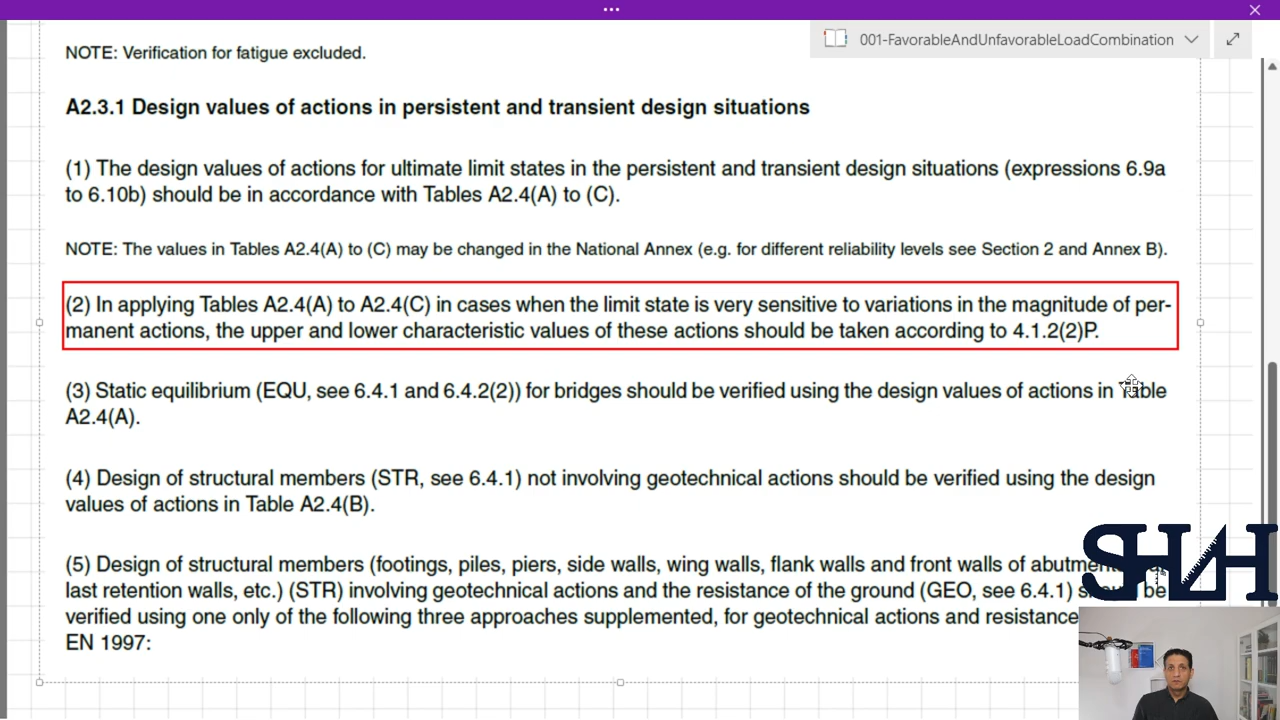 001-FavorableAndUnfavorableLoadCombination
NOTE: Verification for fatigue excluded.
A2.3.1 Design values of actions in persistent and transient design situations
(1) The design values of actions for ultimate limit states in the persistent and transient design situations (expressions 6.9a
to 6.10b) should be in accordance with Tables A2.4(A) to (C).
NOTE: The values in Tables A2.4(A) to (C) may be changed in the National Annex (e.g. for different reliability levels see Section 2 and Annex B).
(2) In applying Tables A2.4(A) to A2.4(C) in cases when the limit state is very sensitive to variations in the magnitude of per-
manent actions, the upper and lower characteristic values of these actions should be taken according to 4.1.2(2)P.
(3) Static equilibrium (EQU, see 6.4.1 and 6.4.2(2)) for bridges should be verified using the design values of actions in Table
A2.4(A).
(4) Design of structural members (STR, see 6.4.1) not involving geotechnical actions should be verified using the design
values of actions in Table A2.4(B).
(5) Design of structural members (footings, piles, piers, side walls, wing walls, flank walls and front walls of
last retention walls, etc.) (STR) involving geotechnical actions and the resistance of the ground (GEO, see 6.4.1) be
verified using one only of the following three approaches supplemented, for geotechnical actions and resistance
EN 1997: